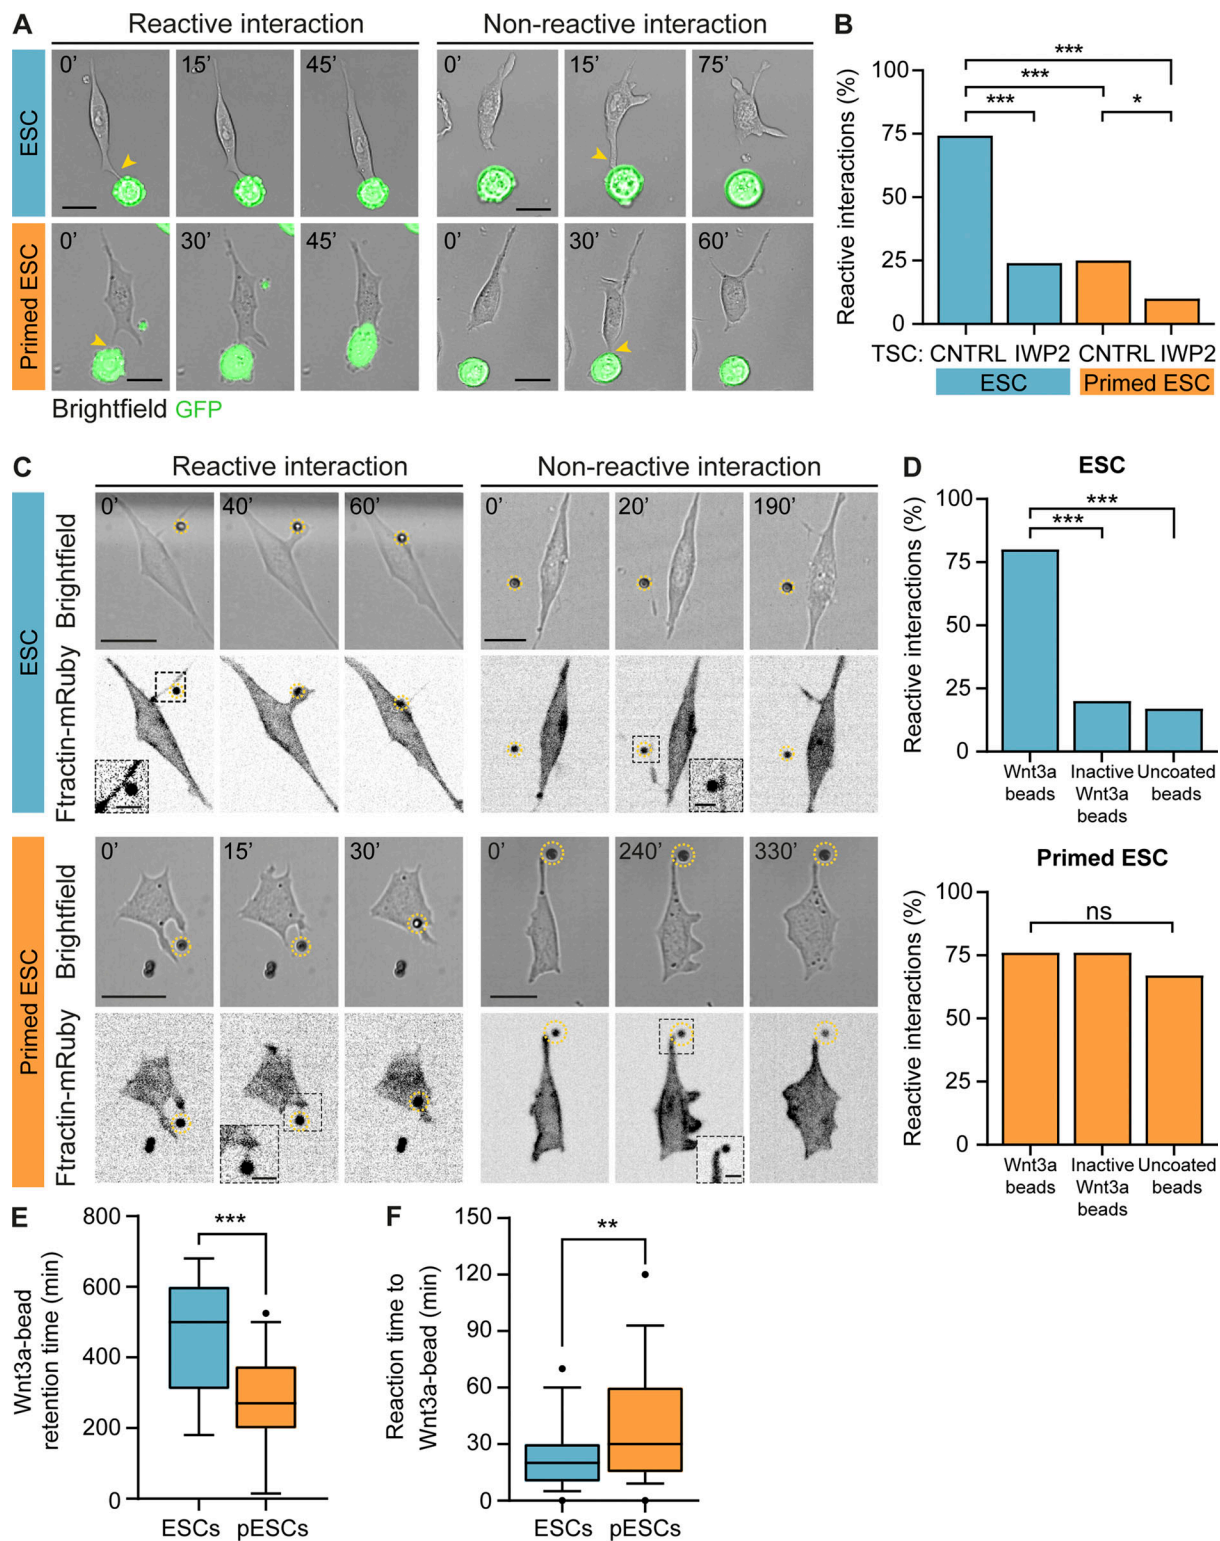 A
Reactive interaction
Non-reactive interaction
ESC
0’ 15’ 45’ 0’ 15’ 75’
Primed ESC
0’ 30’ 45’ 0’ 30’ 60’
Brightfield GFP
B
Reactive interactions (%)
100
75
50
25
0
***
***
*** *
TSC: CNTRL IWP2 CNTRL IWP2
ESC Primed ESC
C
Reactive interaction
Non-reactive interaction
ESC
Brightfield
0’ 40’ 60’ 0’ 20’ 190’
Ftractin-mRuby
Primed ESC
Brightfield
0’ 15’ 30’ 0’ 240’ 330’
Ftractin-mRuby
D
ESC
Reactive interactions (%)
100
75
50
25
0
***
***
Wnt3a Inactive Uncoated
beads Wnt3a beads
beads
Primed ESC
Reactive interactions (%)
100
75
50
25
0
ns
Wnt3a Inactive Uncoated
beads Wnt3a beads
beads
E
Wnt3a-bead
retention time (min)
800
600
400
200
0
***
ESCs pESCs
F
Reaction time to
Wnt3a-bead (min)
150
120
90
60
30
0
**
ESCs pESCs